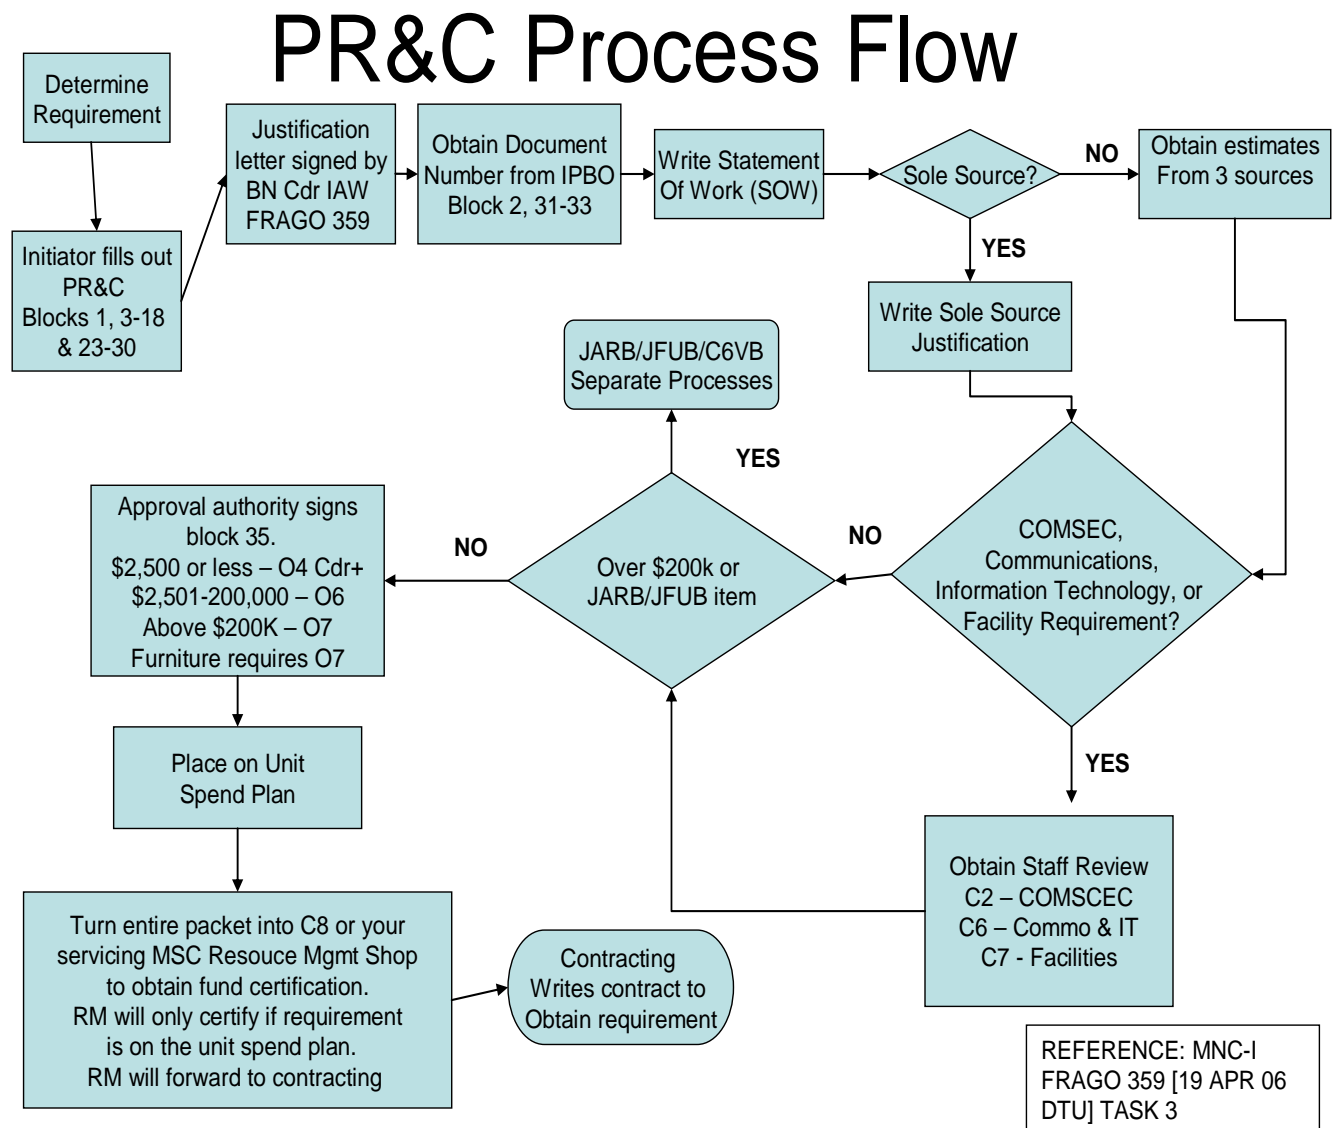 PR&C Process Flow
Determine
Requirement
Initiator fills out
PR&C
Blocks 1, 3-18
& 23-30
Justification
letter signed by
BN Cdr IAW
FRAGO 359
Obtain Document
Number from IPBO
Block 2, 31-33
Write Statement
Of Work (SOW)
Sole Source?
NO
Obtain estimates
From 3 sources
YES
Write Sole Source
Justification
COMSEC,
Communications,
Information Technology, or
Facility Requirement?
YES
Obtain Staff Review
C2 – COMSCEC
C6 – Commo & IT
C7 - Facilities
NO
Over $200k or
JARB/JFUB item
YES
JARB/JFUB/C6VB
Separate Processes
NO
Approval authority signs
block 35.
$2,500 or less – O4 Cdr+
$2,501-200,000 – O6
Above $200K – O7
Furniture requires O7
Place on Unit
Spend Plan
Turn entire packet into C8 or your
servicing MSC Resouce Mgmt Shop
to obtain fund certification.
RM will only certify if requirement
is on the unit spend plan.
RM will forward to contracting
Contracting
Writes contract to
Obtain requirement
REFERENCE: MNC-I
FRAGO 359 [19 APR 06
DTU] TASK 3